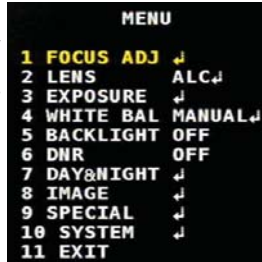 MENU
1 FOCUS ADJ ↲
2 LENS ALC↲
3 EXPOSURE ↲
4 WHITE BAL MANUAL↲
5 BACKLIGHT OFF
6 DNR OFF
7 DAY&NIGHT ↲
8 IMAGE ↲
9 SPECIAL ↲
10 SYSTEM ↲
11 EXIT